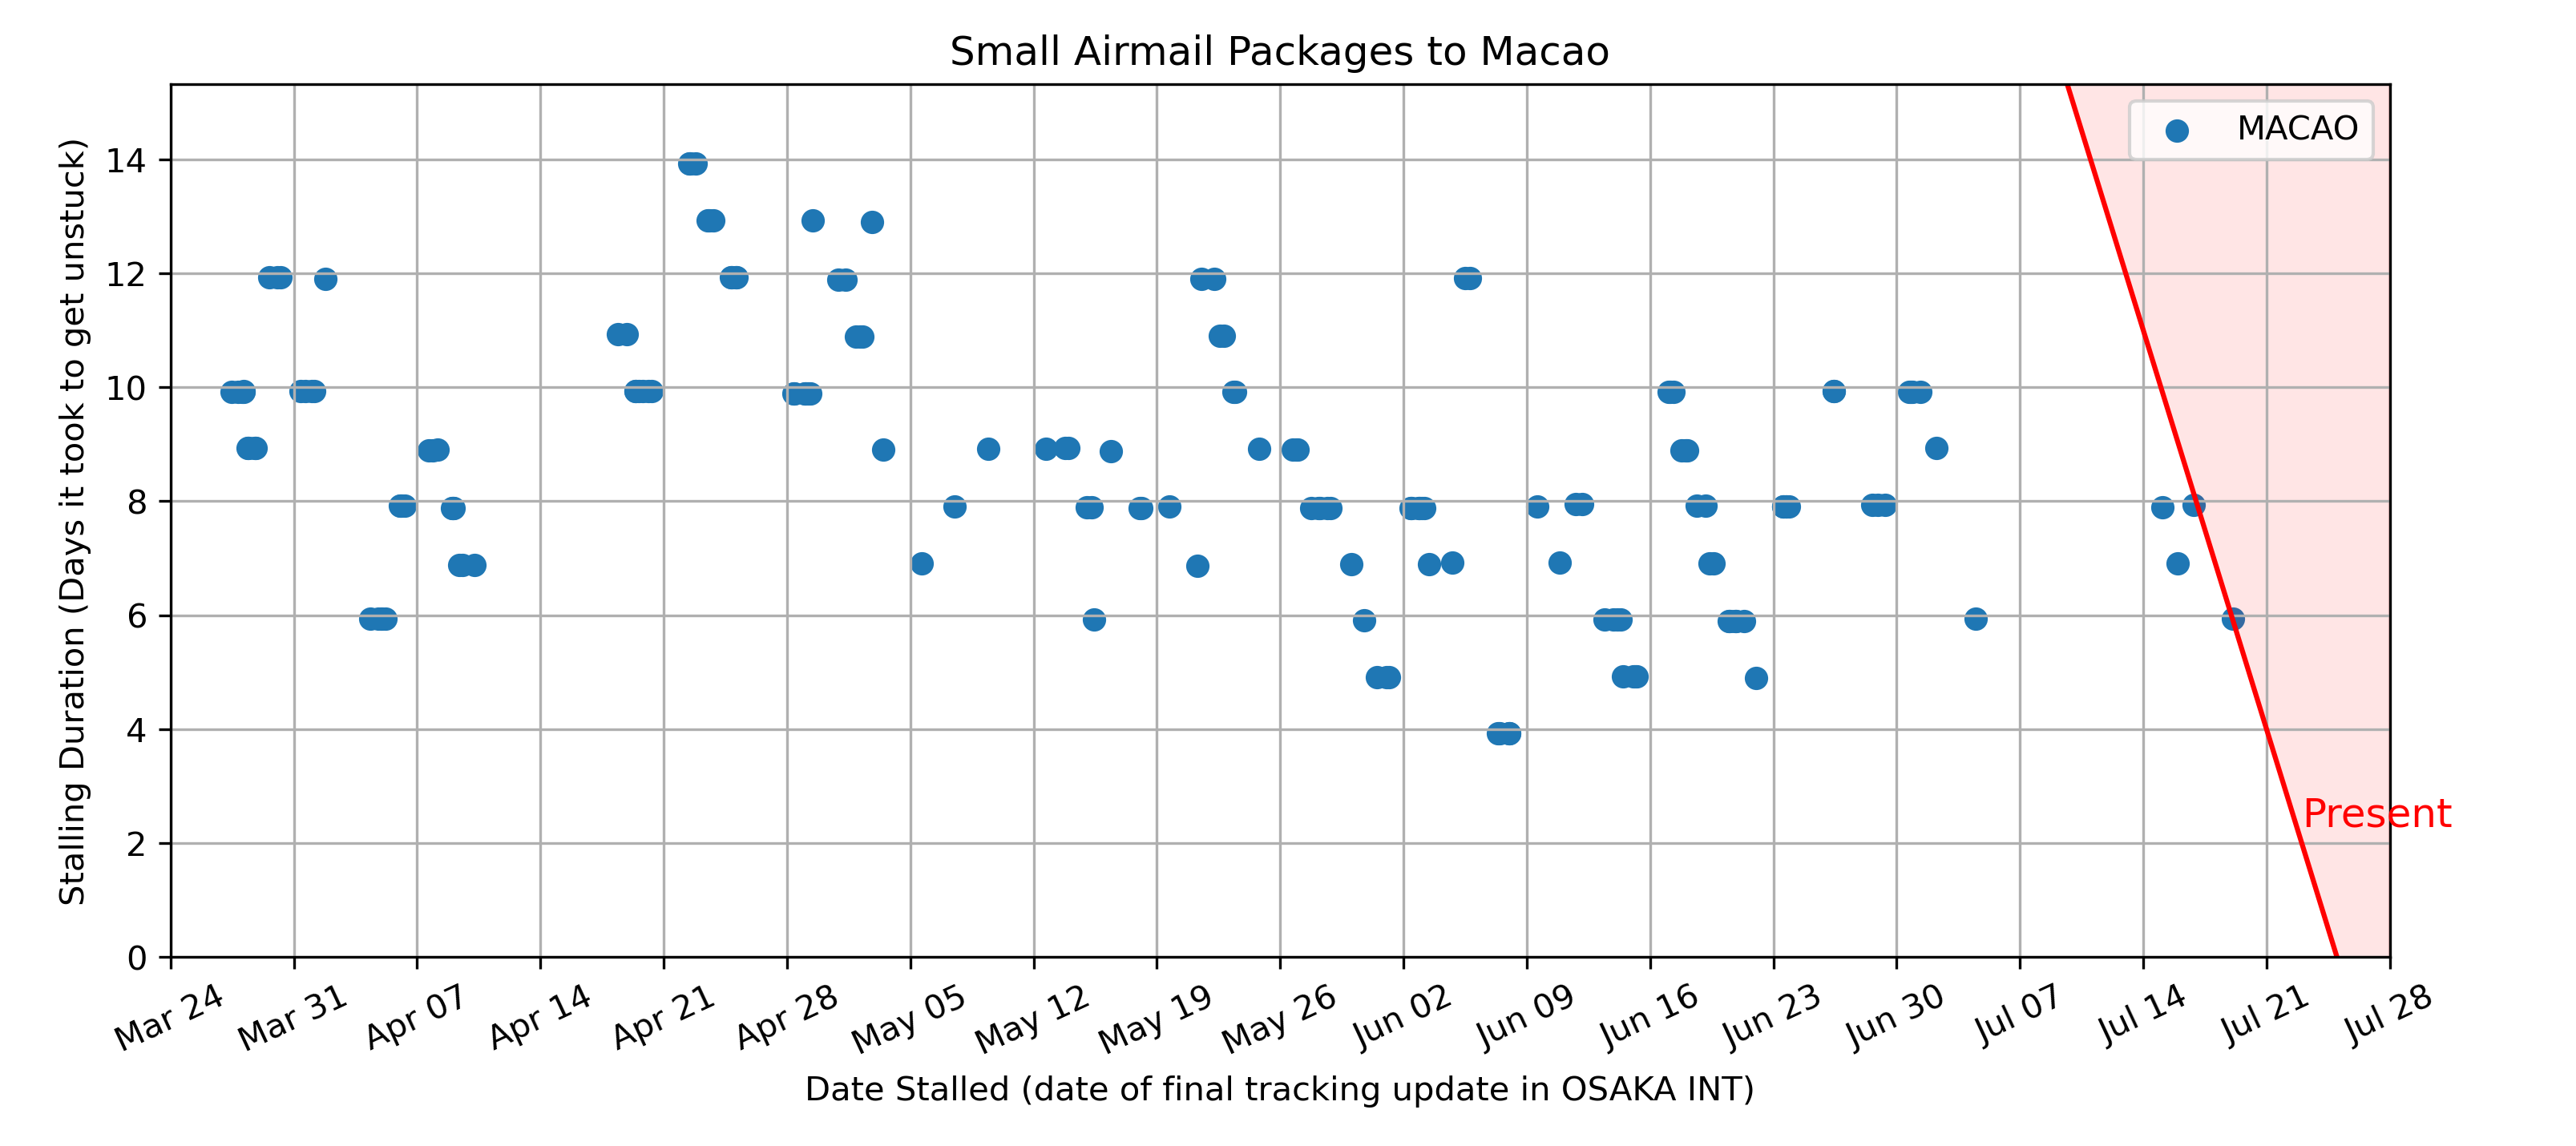 Small Airmail Packages to Macao
MACAO
Stalling Duration (Days it took to get unstuck)
14
12
10
8
6
4
2
0
Present
Mar 24
Mar 31
Apr 07
Apr 14
Apr 21
Apr 28
May 05
May 12
May 19
May 26
Jun 02
Jun 09
Jun 16
Jun 23
Jun 30
Jul 07
Jul 14
Jul 21
Jul 28
Date Stalled (date of final tracking update in OSAKA INT)